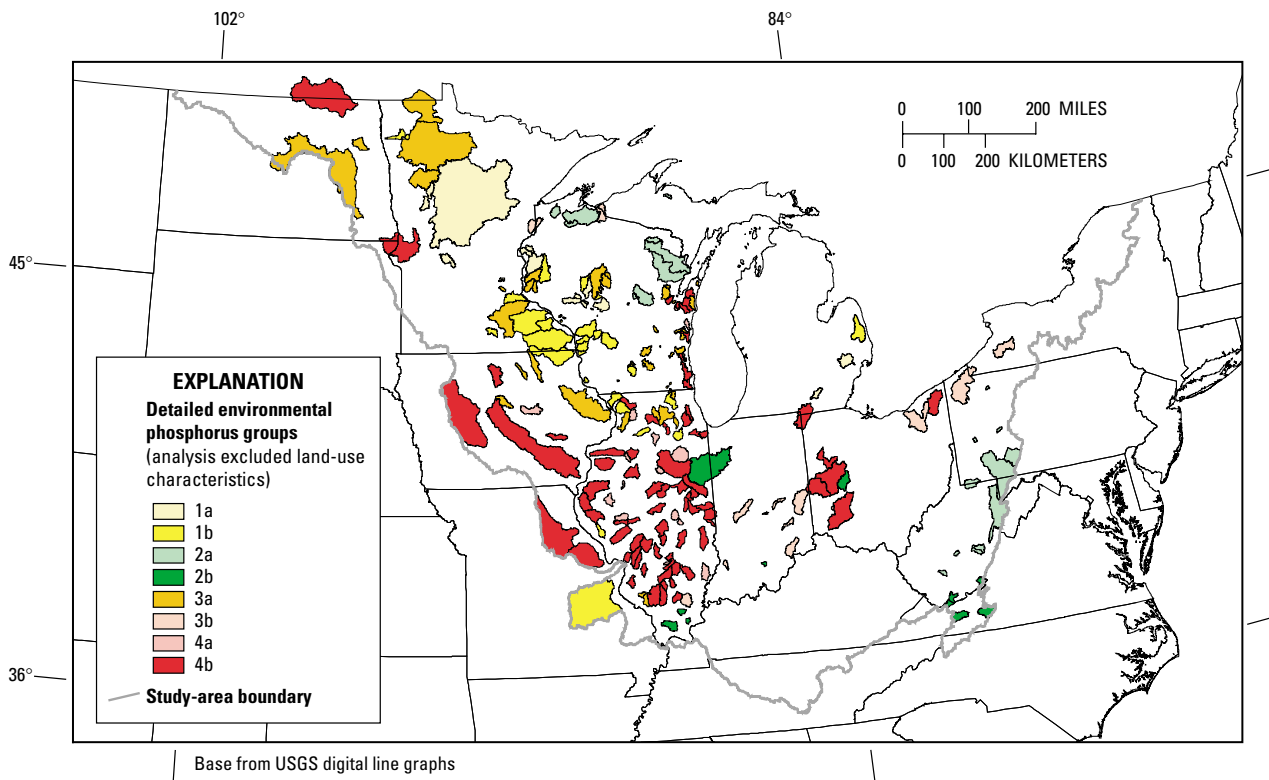 102°
84°
0 100 200 MILES
0 100 200 KILOMETERS
45°
36°
EXPLANATION
Detailed environmental
phosphorus groups
(analysis excluded land-use
characteristics)
1a
1b
2a
2b
3a
3b
4a
4b
Study-area boundary
Base from USGS digital line graphs